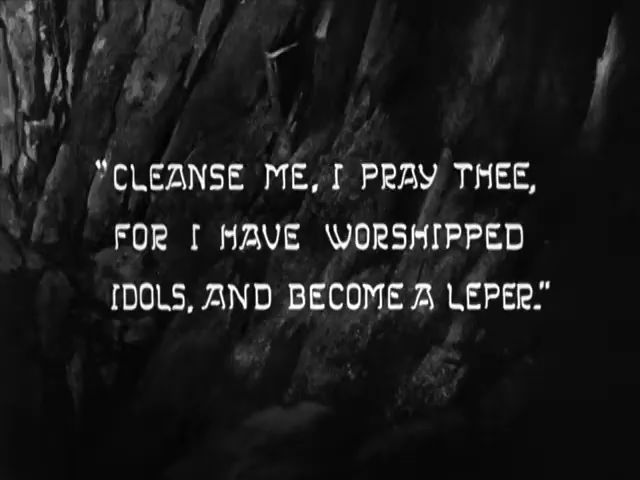 "CLEANSE ME, I PRAY THEE,
FOR I HAVE WORSHIPPED
IDOLS, AND BECOME A LEPER."